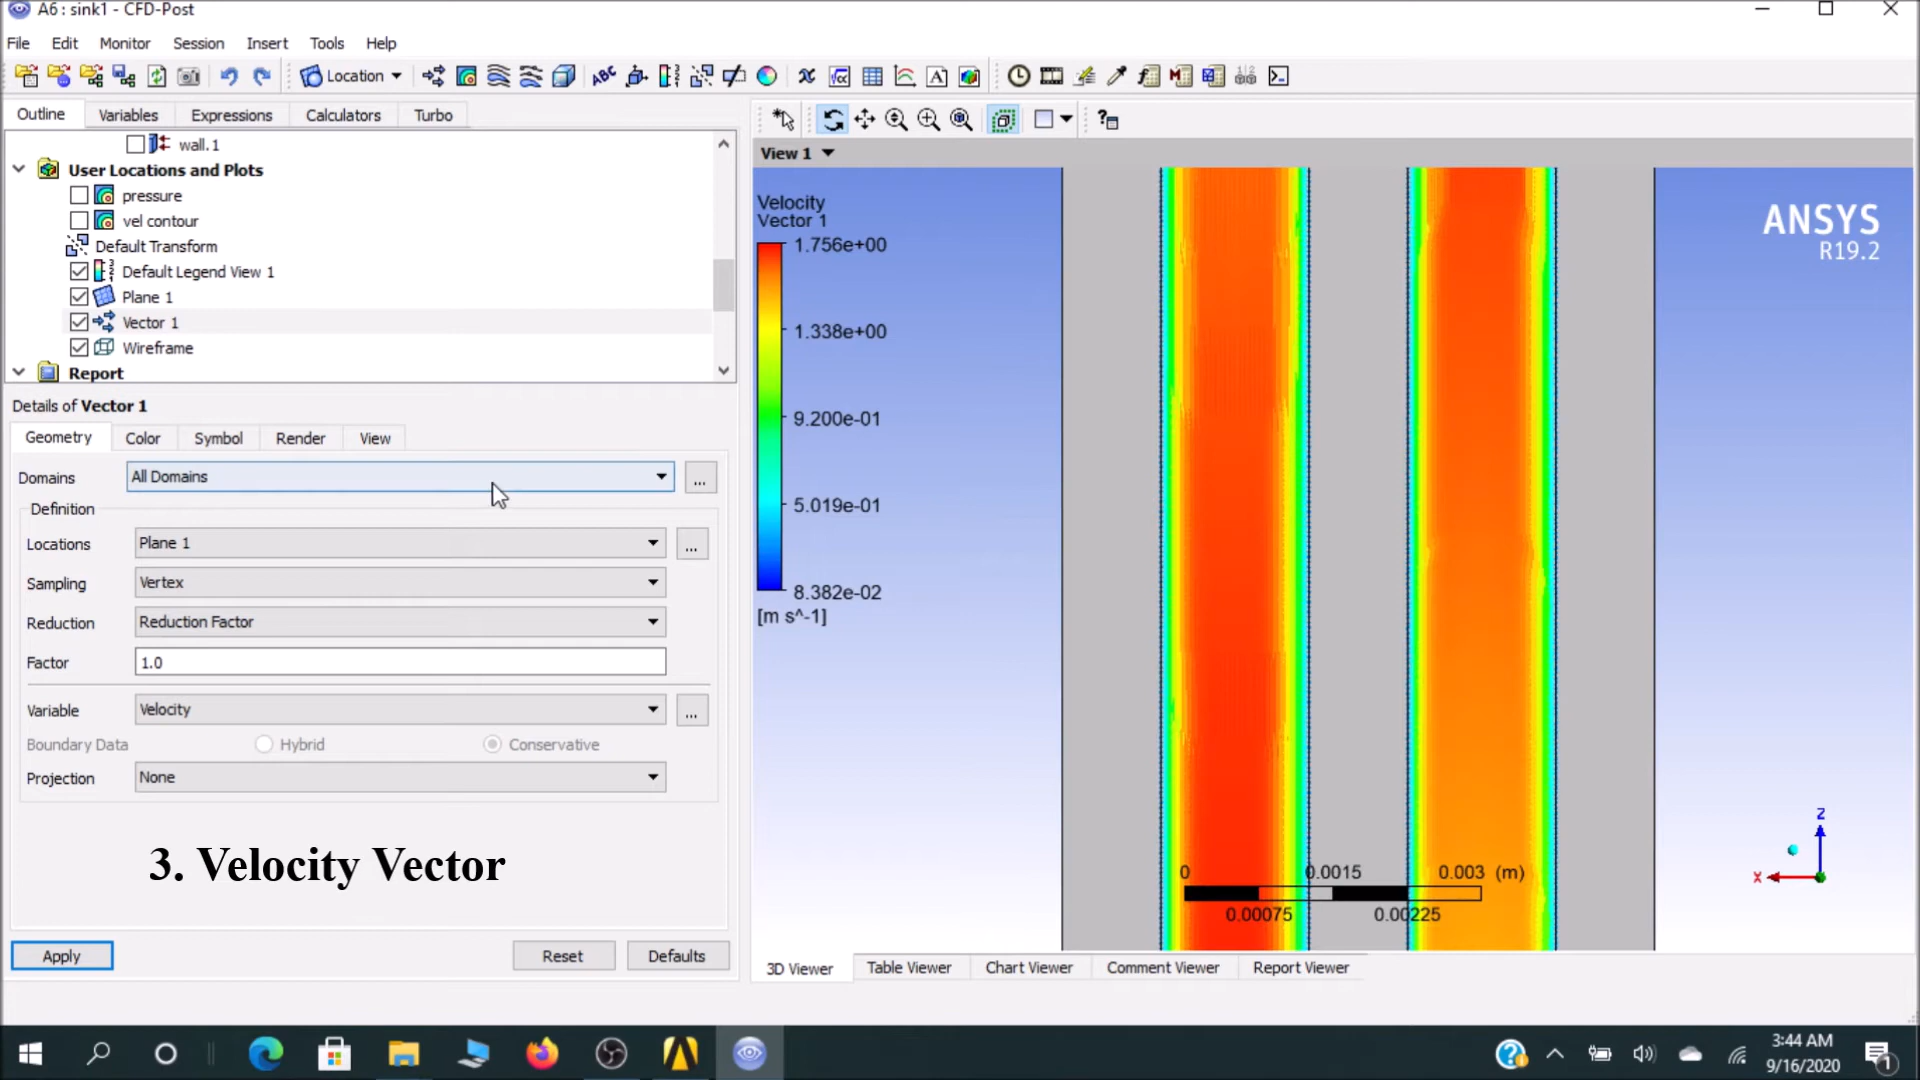 A6 : sink1 - CFD-Post
File Edit Monitor Session Insert Tools Help
Location
Outline Variables Expressions Calculators Turbo
wall.1
User Locations and Plots
pressure
vel contour
Default Transform
Default Legend View 1
Plane 1
Vector 1
Wireframe
Report
Details of Vector 1
Geometry Color Symbol Render View
Domains All Domains ...
Definition
Locations Plane 1 ...
Sampling Vertex
Reduction Reduction Factor
Factor 1.0
Variable Velocity ...
Boundary Data Hybrid Conservative
Projection None
3. Velocity Vector
Apply Reset Defaults
View 1
Velocity
Vector 1
1.756e+00
1.338e+00
9.200e-01
5.019e-01
8.382e-02
[m s^-1]
ANSYS
R19.2
Z
X
0 0.0015 0.003 (m)
0.00075 0.00225
3D Viewer Table Viewer Chart Viewer Comment Viewer Report Viewer
3:44 AM
9/16/2020
1